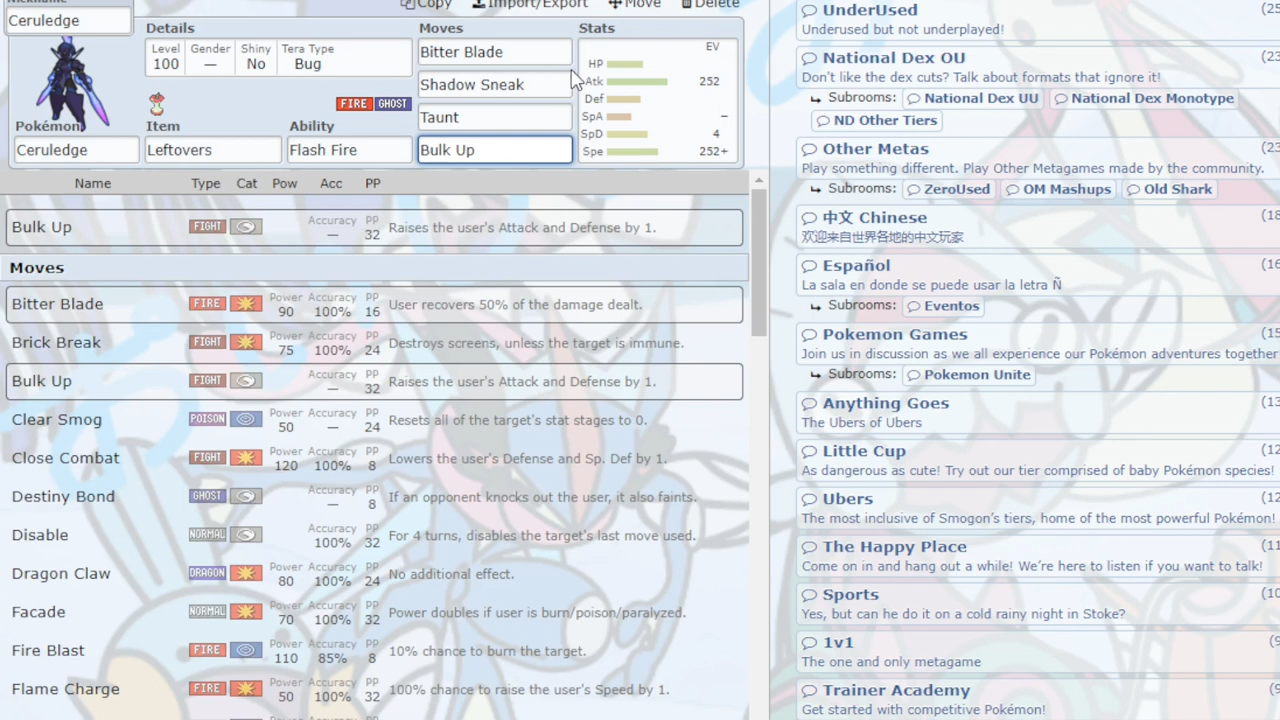 Nickname
Copy Import/Export Move Delete
Ceruledge
Details
Moves
Stats
Level Gender Shiny Tera Type
100 — No Bug
Bitter Blade
EV
HP
Atk 252
Def
SpA –
SpD 4
Spe 252+
Shadow Sneak
FIRE GHOST
Taunt
Pokémon Item Ability
Ceruledge Leftovers Flash Fire Bulk Up
Name Type Cat Pow Acc PP
Bulk Up FIGHT Accuracy — PP 32 Raises the user's Attack and Defense by 1.
Moves
Bitter Blade FIRE Power 90 Accuracy 100% PP 16 User recovers 50% of the damage dealt.
Brick Break FIGHT Power 75 Accuracy 100% PP 24 Destroys screens, unless the target is immune.
Bulk Up FIGHT Accuracy — PP 32 Raises the user's Attack and Defense by 1.
Clear Smog POISON Power 50 Accuracy — PP 24 Resets all of the target's stat stages to 0.
Close Combat FIGHT Power 120 Accuracy 100% PP 8 Lowers the user's Defense and Sp. Def by 1.
Destiny Bond GHOST Accuracy — PP 8 If an opponent knocks out the user, it also faints.
Disable NORMAL Accuracy 100% PP 32 For 4 turns, disables the target's last move used.
Dragon Claw DRAGON Power 80 Accuracy 100% PP 24 No additional effect.
Facade NORMAL Power 70 Accuracy 100% PP 32 Power doubles if user is burn/poison/paralyzed.
Fire Blast FIRE Power 110 Accuracy 85% PP 8 10% chance to burn the target.
Flame Charge FIRE Power 50 Accuracy 100% PP 32 100% chance to raise the user's Speed by 1.
UnderUsed
Underused but not underplayed!
National Dex OU
Don't like the dex cuts? Talk about formats that ignore it!
Subrooms: National Dex UU National Dex Monotype
ND Other Tiers
Other Metas
Play something different. Play Other Metagames made by the community.
Subrooms: ZeroUsed OM Mashups Old Shark
中文 Chinese
欢迎来自世界各地的中文玩家
Español
La sala en donde se puede usar la letra Ñ
Subrooms: Eventos
Pokemon Games
Join us in discussion as we all experience our Pokémon adventures together
Subrooms: Pokemon Unite
Anything Goes
The Ubers of Ubers
Little Cup
As dangerous as cute! Try out our tier comprised of baby Pokémon species!
Ubers
The most inclusive of Smogon's tiers, home of the most powerful Pokémon!
The Happy Place
Come on in and hang out a while! We're here to listen if you want to talk!
Sports
Yes, but can he do it on a cold rainy night in Stoke?
1v1
The one and only metagame
Trainer Academy
Get started with competitive Pokémon!